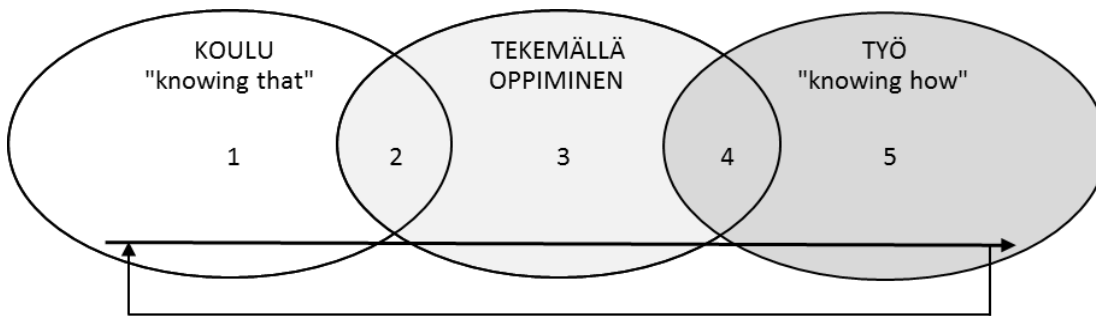 KOULU
"knowing that"
TEKEMÄLLÄ
OPPIMINEN
TYÖ
"knowing how"
1
2
3
4
5